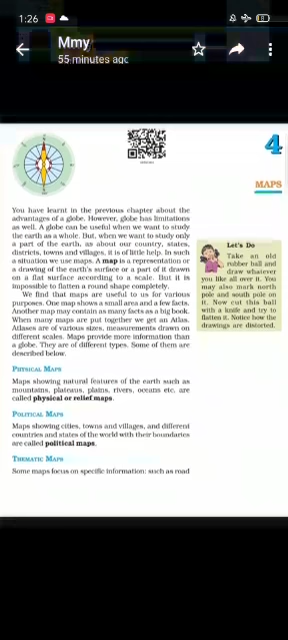 1:26
Mmy
55 minutes ago
4
MAPS
You have learnt in the previous chapter about the
advantages of a globe. However, globe has limitations
as well. A globe can be useful when we want to study
the earth as a whole. But, when we want to study only
a part of the earth, as about our country, states,
districts, towns and villages, it is of little help. In such
a situation we use maps. A map is a representation or
a drawing of the earth's surface or a part of it drawn
on a flat surface according to a scale. But it is
impossible to flatten a round shape completely.
We find that maps are useful to us for various
purposes. One map shows a small area and a few facts.
Another map may contain as many facts as a big book.
When many maps are put together we get an Atlas.
Atlases are of various sizes, measurements drawn on
different scales. Maps provide more information than
a globe. They are of different types. Some of them are
described below.
PHYSICAL MAPS
Maps showing natural features of the earth such as
mountains, plateaus, plains, rivers, oceans etc. are
called physical or relief maps.
POLITICAL MAPS
Maps showing cities, towns and villages, and different
countries and states of the world with their boundaries
are called political maps.
THEMATIC MAPS
Some maps focus on specific information; such as road
Let's Do
Take an old
rubber ball and
draw whatever
you like all over it. You
may also mark north
pole and south pole on
it. Now cut this ball
with a knife and try to
flatten it. Notice how the
drawings are distorted.